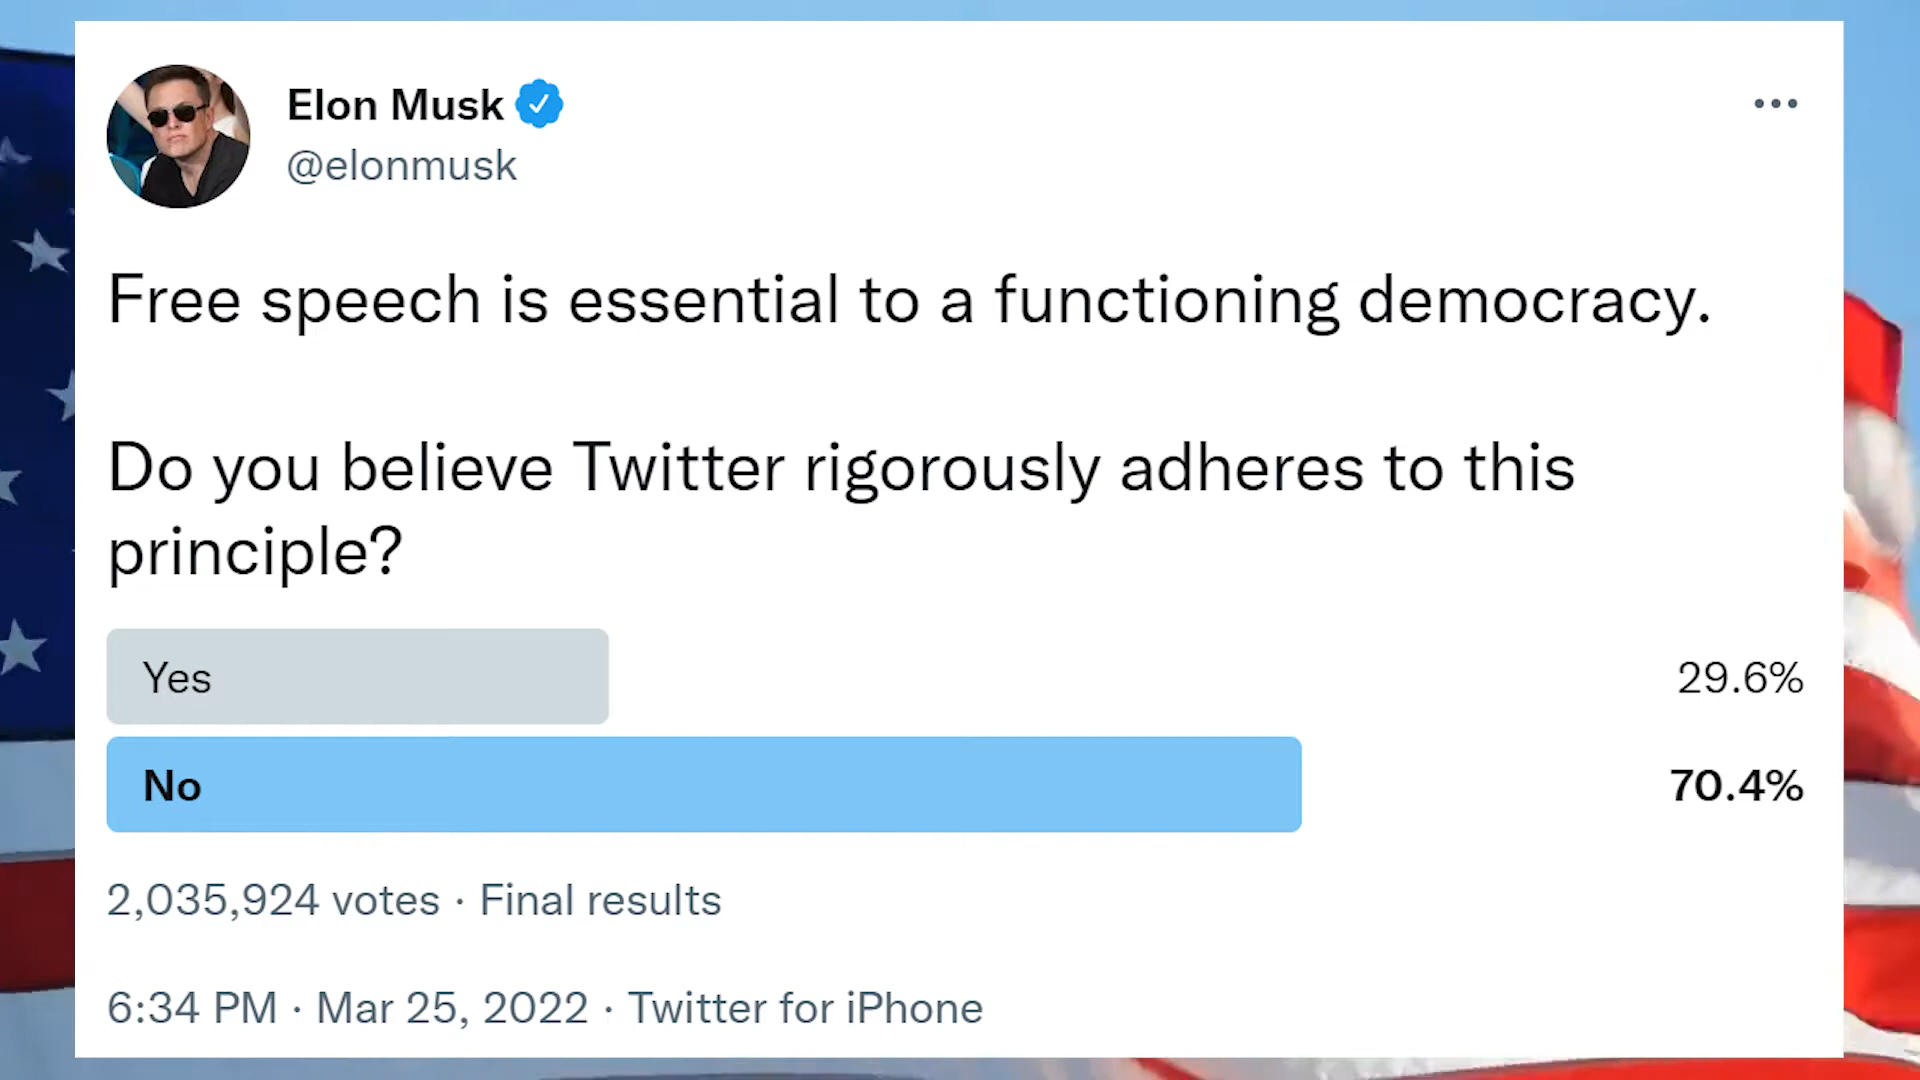 Elon Musk
@elonmusk
Free speech is essential to a functioning democracy.
Do you believe Twitter rigorously adheres to this
principle?
Yes 29.6%
No 70.4%
2,035,924 votes · Final results
6:34 PM · Mar 25, 2022 · Twitter for iPhone